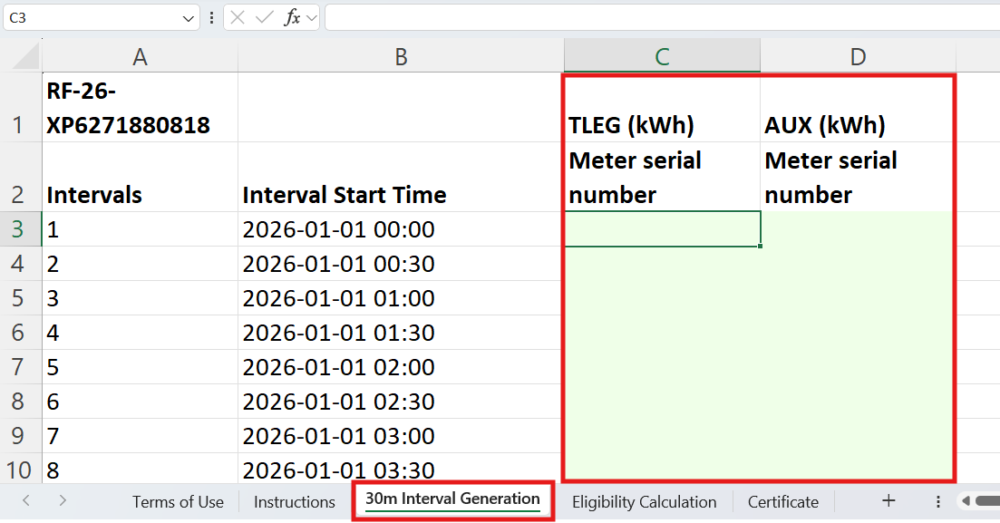 C3
fx
A B C D
1 RF-26-
XP6271880818 TLEG (kWh) AUX (kWh)
2 Intervals Interval Start Time Meter serial
number Meter serial
number
3 1 2026-01-01 00:00
4 2 2026-01-01 00:30
5 3 2026-01-01 01:00
6 4 2026-01-01 01:30
7 5 2026-01-01 02:00
8 6 2026-01-01 02:30
9 7 2026-01-01 03:00
10 8 2026-01-01 03:30
Terms of Use Instructions 30m Interval Generation Eligibility Calculation Certificate